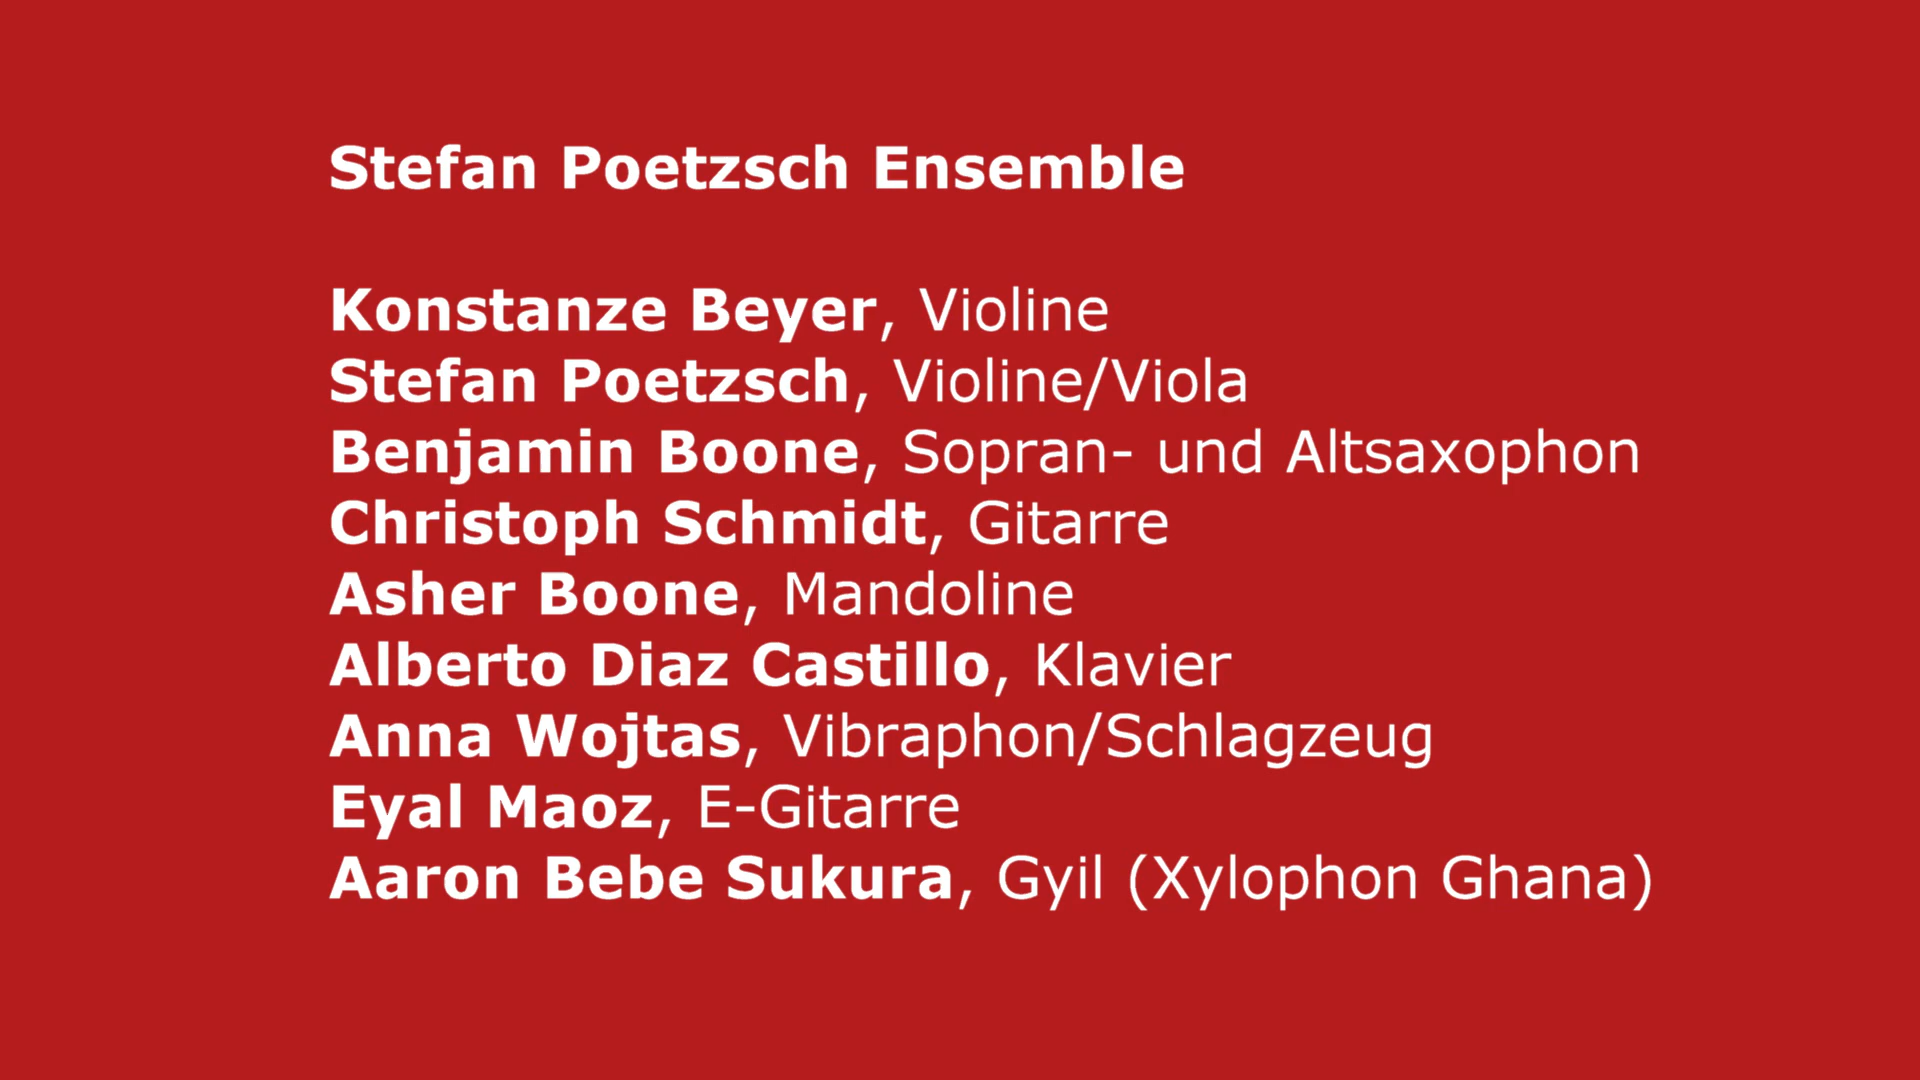 Stefan Poetzsch Ensemble
Konstanze Beyer, Violine
Stefan Poetzsch, Violine/Viola
Benjamin Boone, Sopran- und Altsaxophon
Christoph Schmidt, Gitarre
Asher Boone, Mandoline
Alberto Diaz Castillo, Klavier
Anna Wojtas, Vibraphon/Schlagzeug
Eyal Maoz, E-Gitarre
Aaron Bebe Sukura, Gyil (Xylophon Ghana)